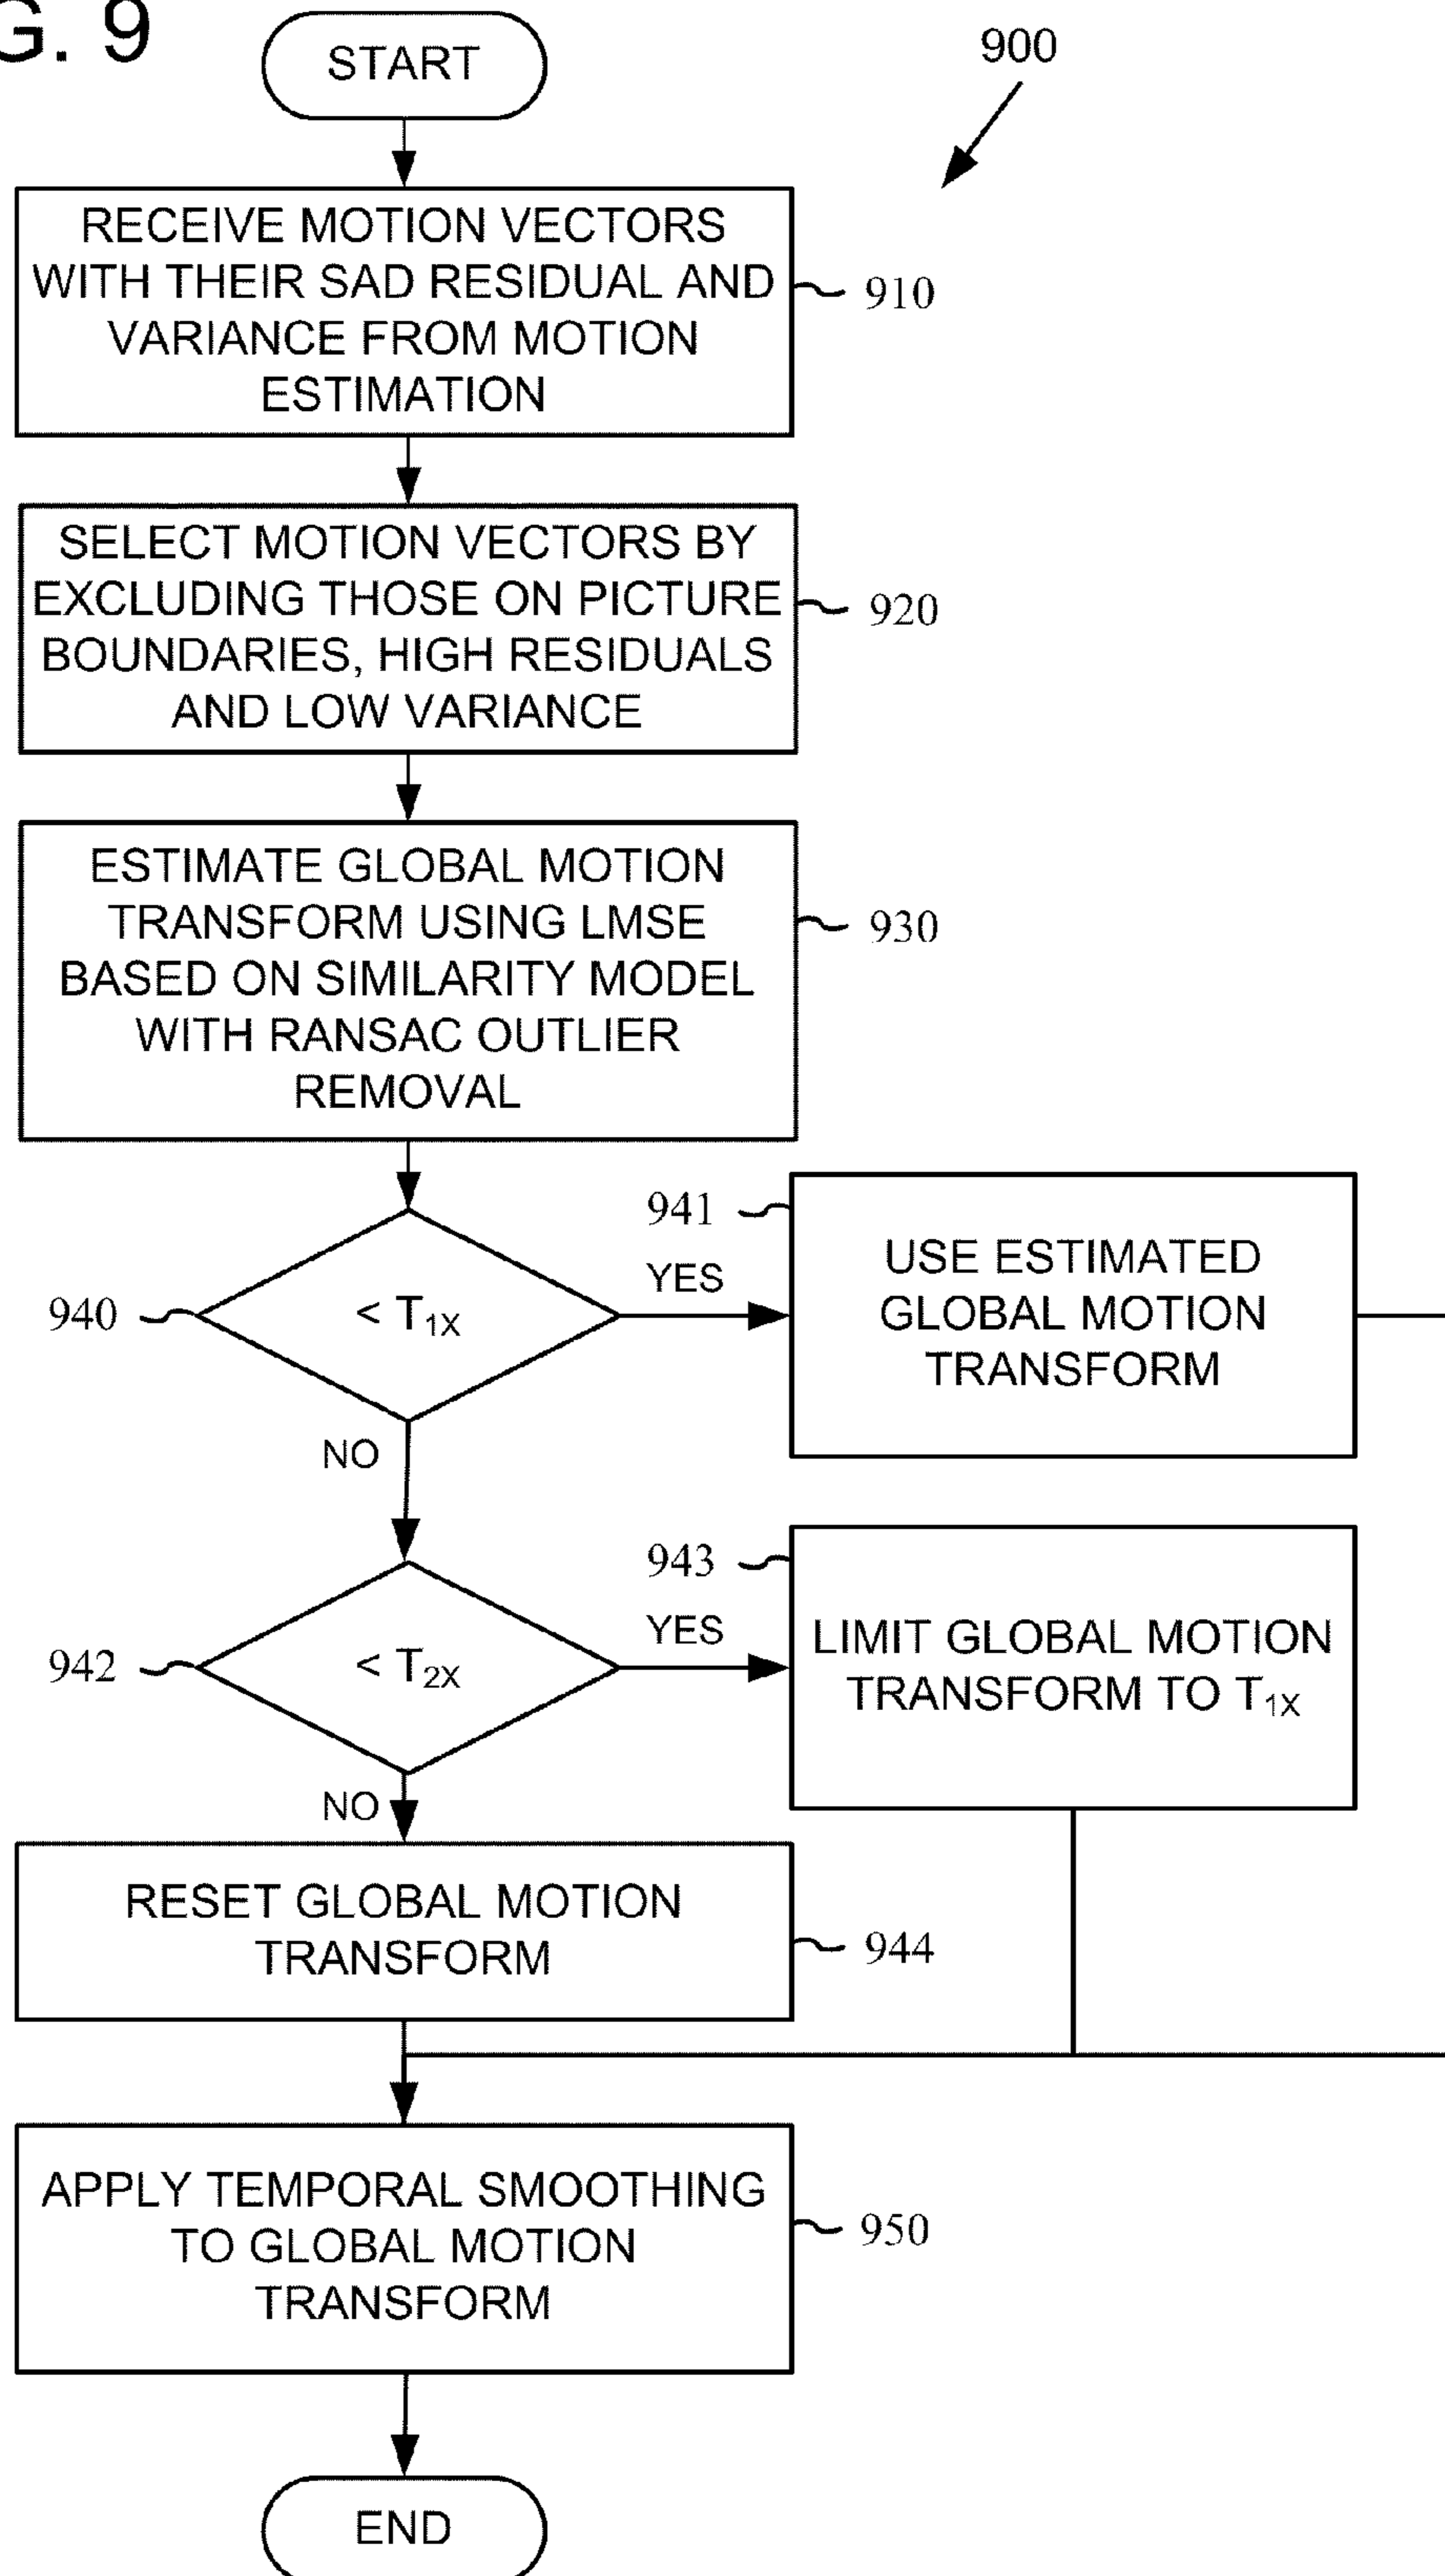 G. 9
START
900
RECEIVE MOTION VECTORS
WITH THEIR SAD RESIDUAL AND
VARIANCE FROM MOTION
ESTIMATION
910
SELECT MOTION VECTORS BY
EXCLUDING THOSE ON PICTURE
BOUNDARIES, HIGH RESIDUALS
AND LOW VARIANCE
920
ESTIMATE GLOBAL MOTION
TRANSFORM USING LMSE
BASED ON SIMILARITY MODEL
WITH RANSAC OUTLIER
REMOVAL
930
940
< T1X
YES
NO
941
USE ESTIMATED
GLOBAL MOTION
TRANSFORM
942
< T2X
YES
NO
943
LIMIT GLOBAL MOTION
TRANSFORM TO T1X
RESET GLOBAL MOTION
TRANSFORM
944
APPLY TEMPORAL SMOOTHING
TO GLOBAL MOTION
TRANSFORM
950
END